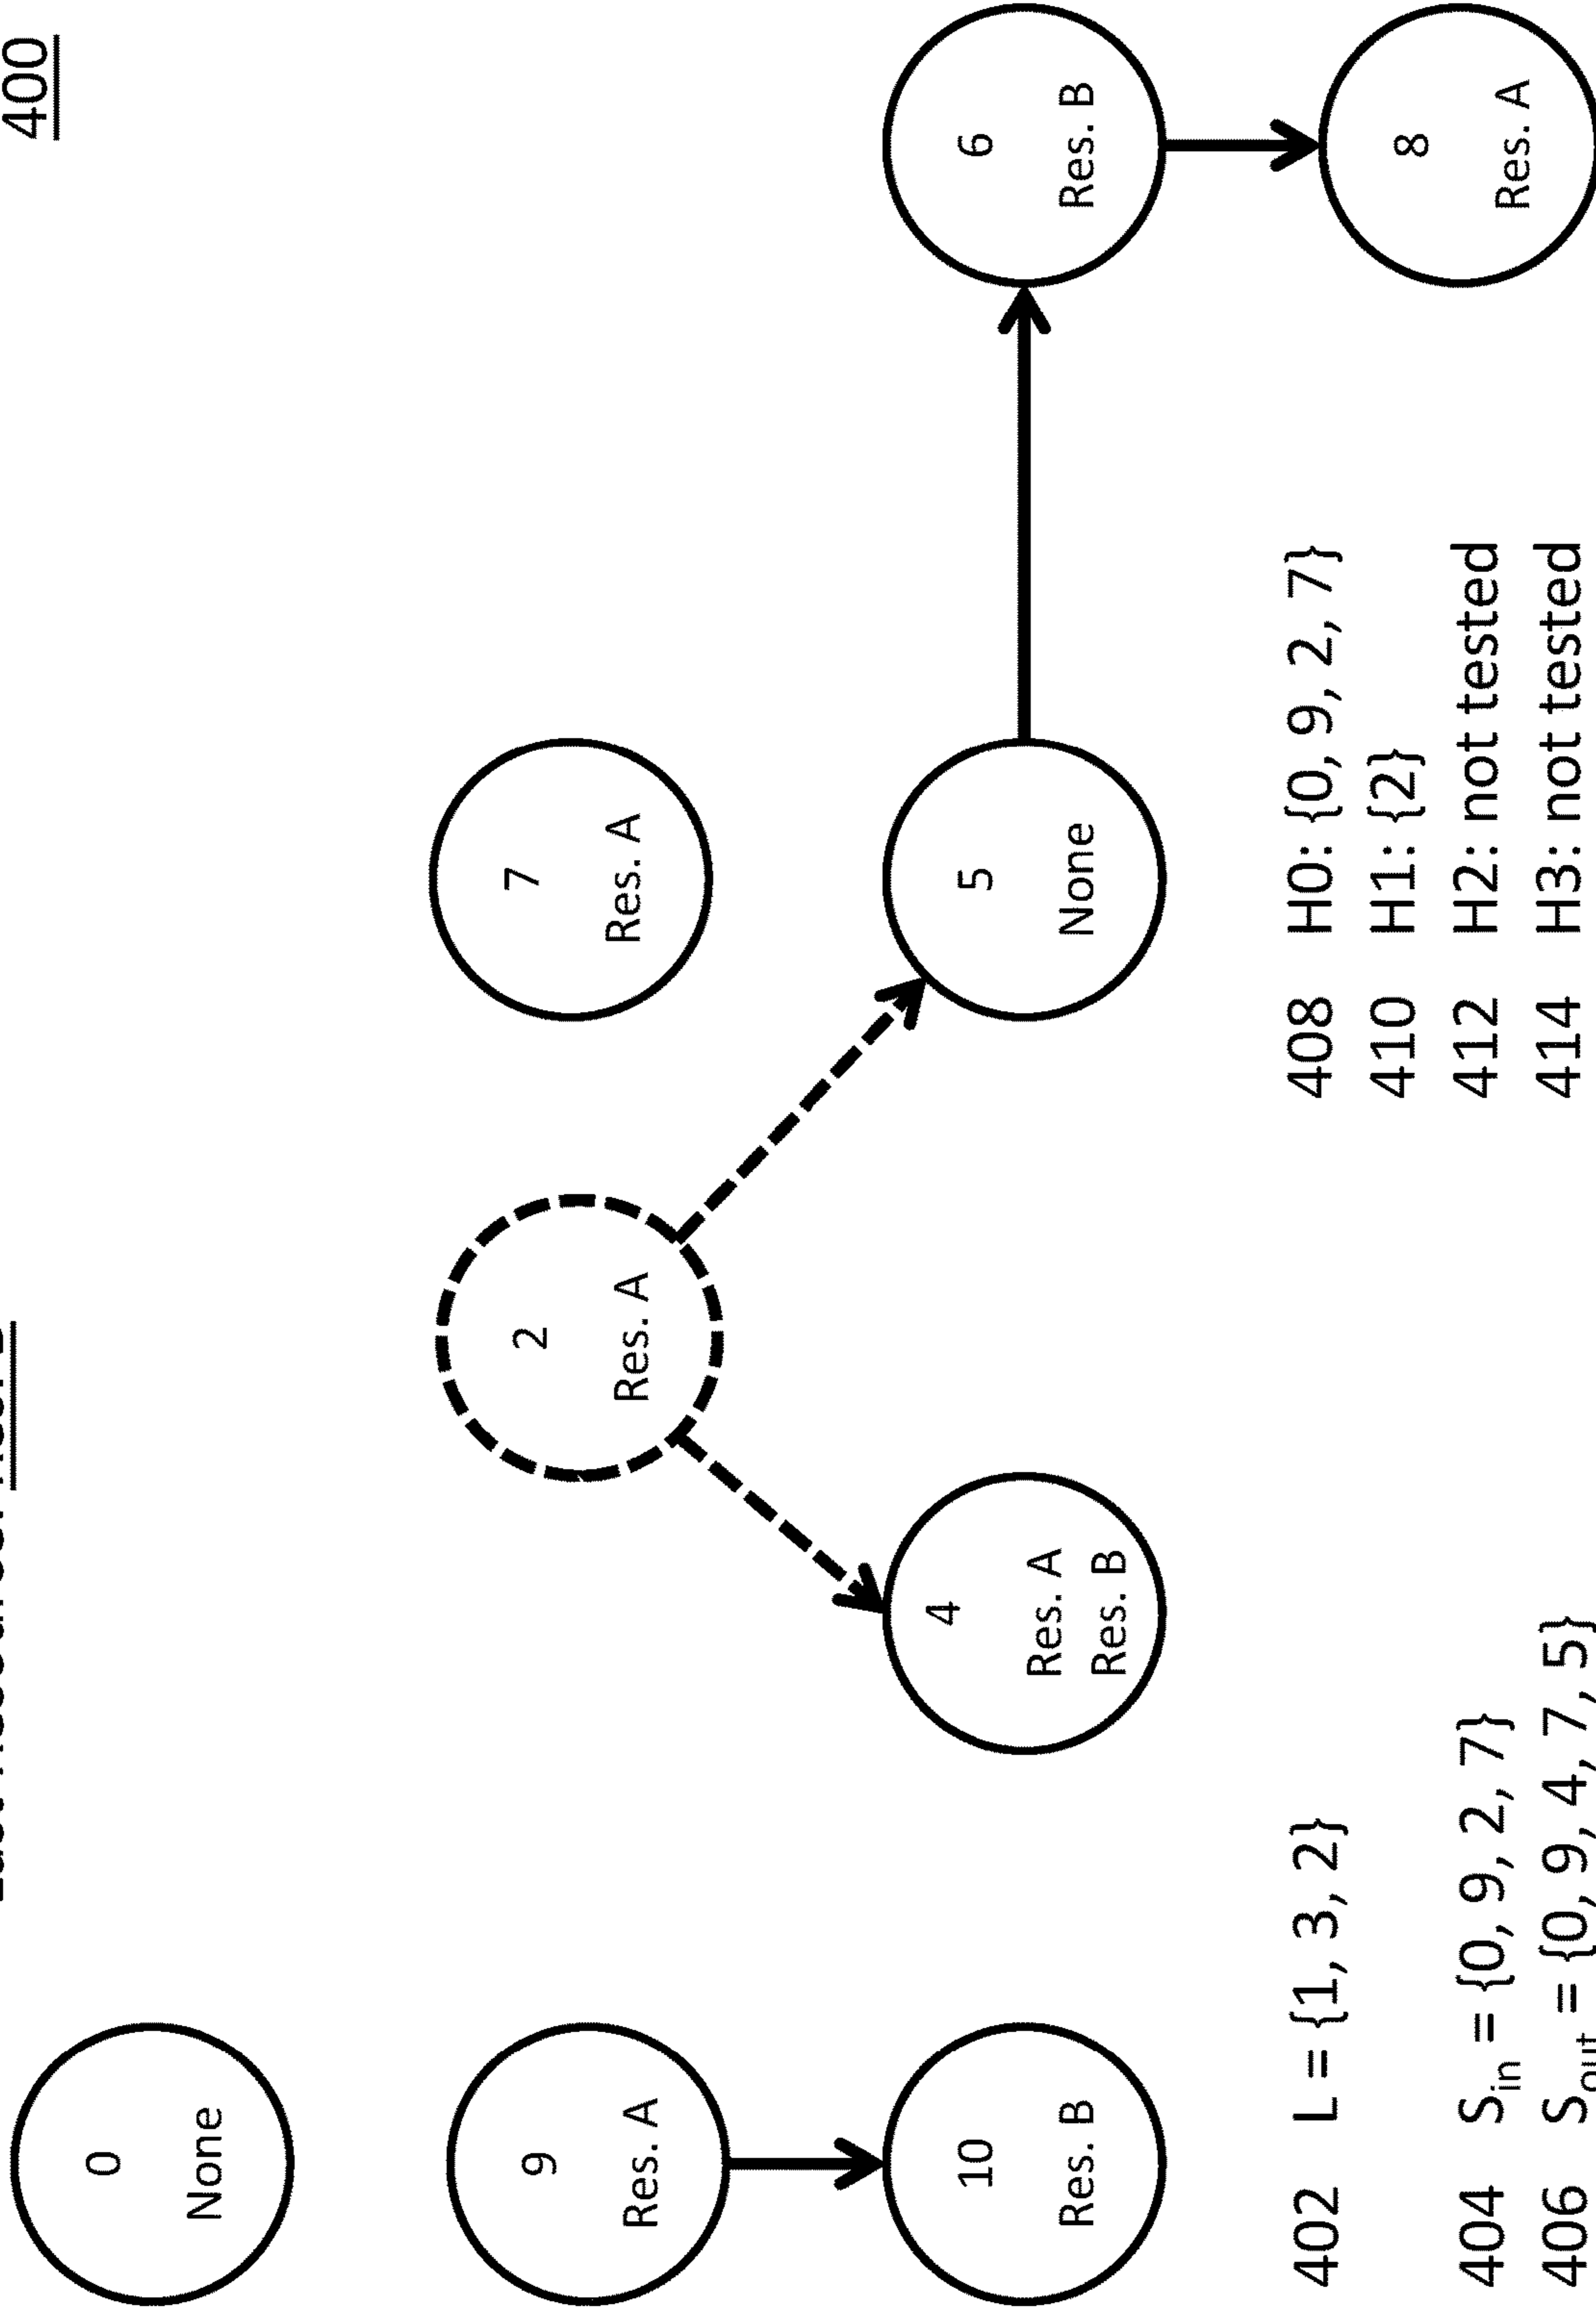 400
0
None
9
Res. A
2
Res. A
7
Res. A
10
Res. B
4
Res. A
Res. B
5
None
6
Res. B
8
Res. A
402 L = {1, 3, 2}
404 S_in = {0, 9, 2, 7}
406 S_out = {0, 9, 4, 7, 5}
408 H0: {0, 9, 2, 7}
410 H1: {2}
412 H2: not tested
414 H3: not tested